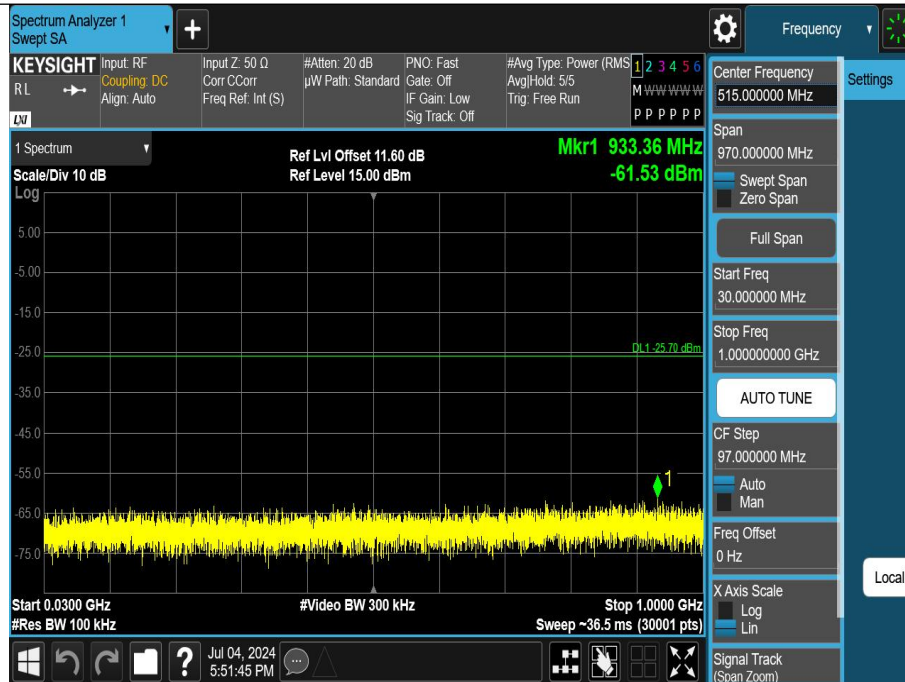 Spectrum Analyzer 1
Swept SA
+
Frequency
KEYSIGHT
RL
LXI
Input: RF
Coupling: DC
Align: Auto
Input Z: 50 Ω
Corr CCorr
Freq Ref: Int (S)
#Atten: 20 dB
µW Path: Standard
PNO: Fast
Gate: Off
IF Gain: Low
Sig Track: Off
#Avg Type: Power (RMS
Avg|Hold: 5/5
Trig: Free Run
1 2 3 4 5 6
M W W W W W
P P P P P P
1 Spectrum
Scale/Div 10 dB
Log
Ref Lvl Offset 11.60 dB
Ref Level 15.00 dBm
Mkr1 933.36 MHz
-61.53 dBm
5.00
-5.00
-15.0
-25.0
-35.0
-45.0
-55.0
-65.0
-75.0
DL1 -25.70 dBm
1
Start 0.0300 GHz
#Res BW 100 kHz
#Video BW 300 kHz
Stop 1.0000 GHz
Sweep ~36.5 ms (30001 pts)
Center Frequency
515.000000 MHz
Settings
Span
970.000000 MHz
Swept Span
Zero Span
Full Span
Start Freq
30.000000 MHz
Stop Freq
1.000000000 GHz
AUTO TUNE
CF Step
97.000000 MHz
Auto
Man
Freq Offset
0 Hz
Local
X Axis Scale
Log
Lin
Signal Track
(Span Zoom)
?
Jul 04, 2024
5:51:45 PM